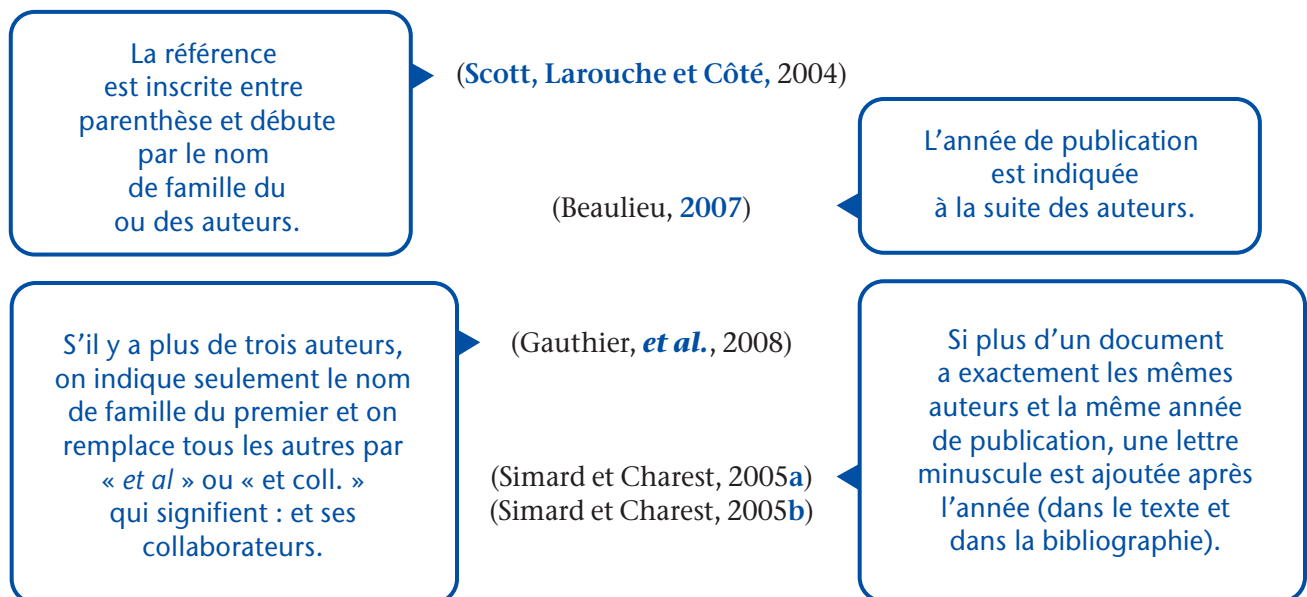 La référence
est inscrite entre
parenthèse et débute
par le nom
de famille du
ou des auteurs.
(Scott, Larouche et Côté, 2004)
L’année de publication
est indiquée
à la suite des auteurs.
(Beaulieu, 2007)
S’il y a plus de trois auteurs,
on indique seulement le nom
de famille du premier et on
remplace tous les autres par
« et al » ou « et coll. »
qui signifient : et ses
collaborateurs.
(Gauthier, et al., 2008)
Si plus d’un document
a exactement les mêmes
auteurs et la même année
de publication, une lettre
minuscule est ajoutée après
l’année (dans le texte et
dans la bibliographie).
(Simard et Charest, 2005a)
(Simard et Charest, 2005b)